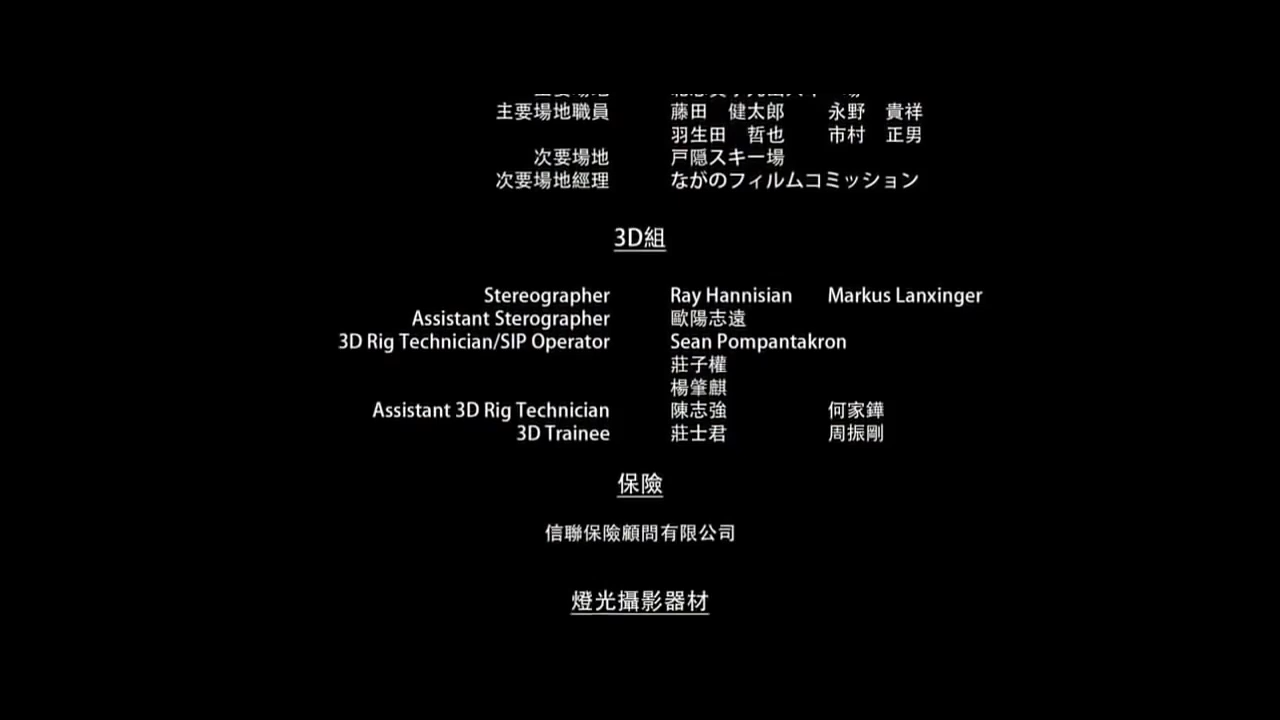 主要場地職員 藤田 健太郎 永野 貴祥
羽生田 哲也 市村 正男
次要場地 戸隠スキー場
次要場地經理 ながのフィルムコミッション
3D組
Stereographer Ray Hannisian Markus Lanxinger
Assistant Sterographer 歐陽志遠
3D Rig Technician/SIP Operator Sean Pompantakron
莊子權
楊肇麒
Assistant 3D Rig Technician 陳志強 何家鏵
3D Trainee 莊士君 周振剛
保險
信聯保險顧問有限公司
燈光攝影器材